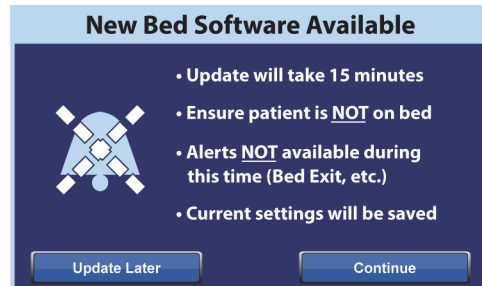 New Bed Software Available
• Update will take 15 minutes
• Ensure patient is NOT on bed
• Alerts NOT available during
this time (Bed Exit, etc.)
• Current settings will be saved
Update Later
Continue